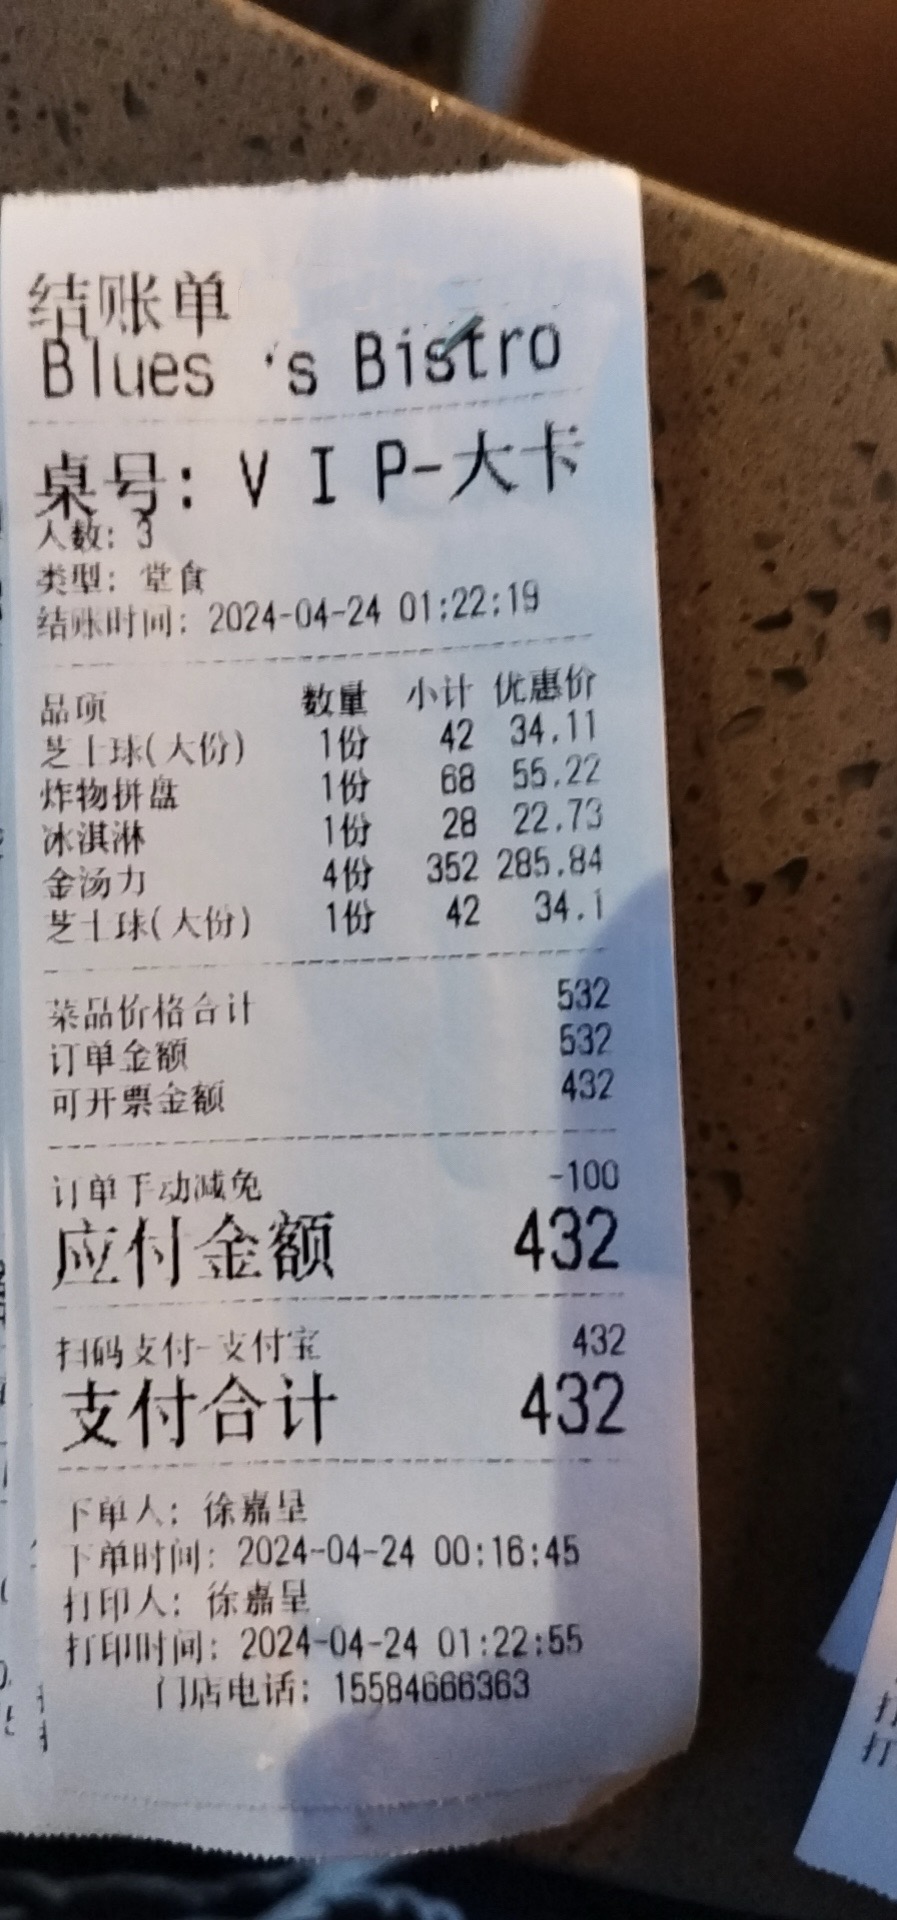 结账单
Blues 's Bistro
桌号: V I P-大卡
人数: 3
类型: 堂食
结账时间: 2024-04-24 01:22:19
品项 数量 小计 优惠价
芝士球(大份) 1份 42 34.11
炸物拼盘 1份 68 55.22
冰淇淋 1份 28 22.73
金汤力 4份 352 285.84
芝士球(大份) 1份 42 34.1
菜品价格合计 532
订单金额 532
可开票金额 432
订单手动减免 -100
应付金额 432
扫码支付-支付宝 432
支付合计 432
下单人: 徐嘉呈
下单时间: 2024-04-24 00:16:45
打印人: 徐嘉呈
打印时间: 2024-04-24 01:22:55
门店电话: 15584666363
打
打